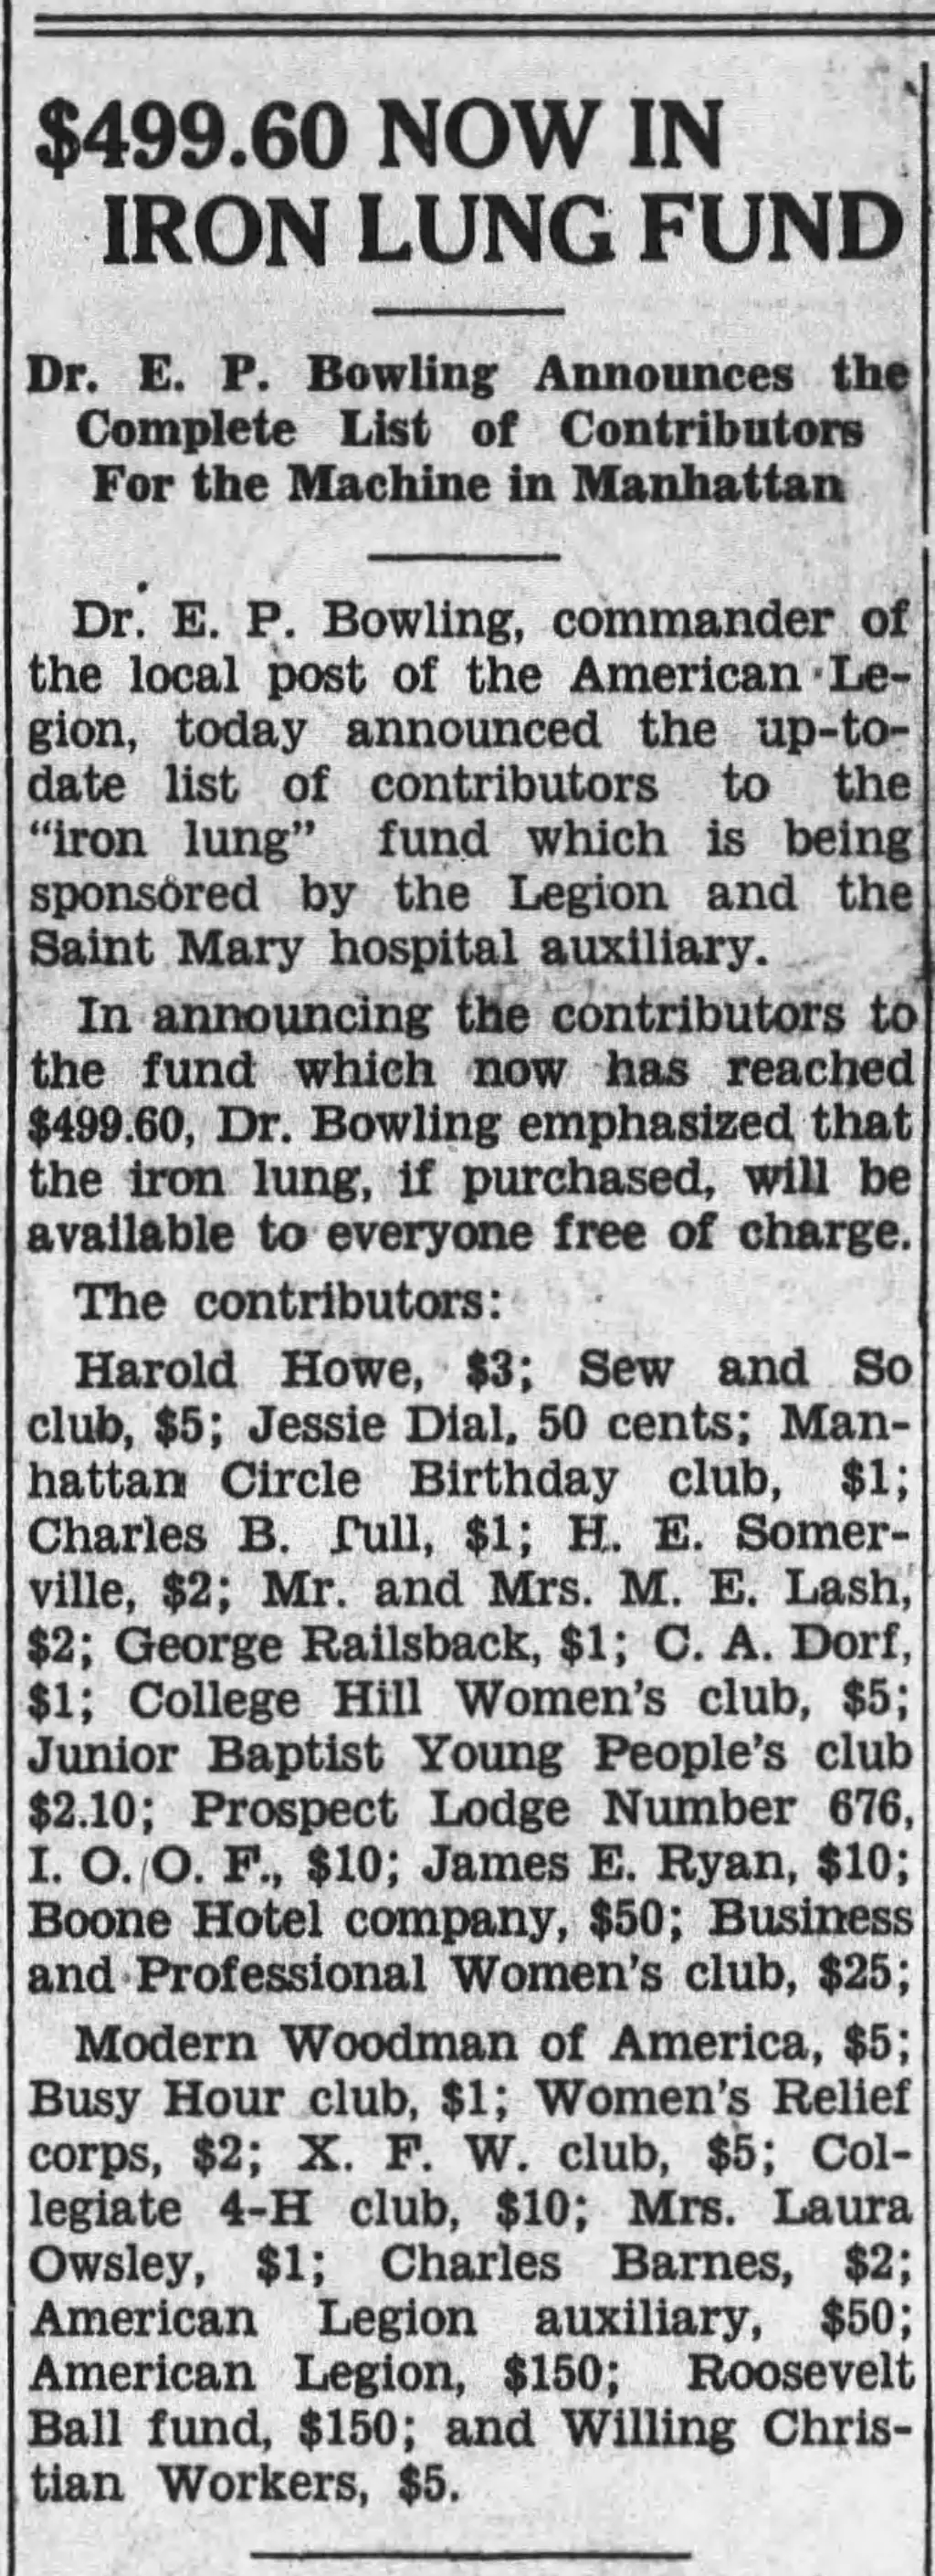 $499.60 NOW IN
IRON LUNG FUND
Dr. E. P. Bowling Announces the
Complete List of Contributors
For the Machine in Manhattan
Dr. E. P. Bowling, commander of
the local post of the American Le-
gion, today announced the up-to-
date list of contributors to the
“iron lung” fund which is being
sponsored by the Legion and the
Saint Mary hospital auxiliary.
In announcing the contributors to
the fund which now has reached
$499.60, Dr. Bowling emphasized that
the iron lung, if purchased, will be
available to everyone free of charge.
The contributors:
Harold Howe, $3; Sew and So
club, $5; Jessie Dial, 50 cents; Man-
hattan Circle Birthday club, $1;
Charles B. $1; H. E. Somer-
ville, $2; Mr. and Mrs. M. E. Lash,
$2; George Railsback, $1; C. A. Dorf,
$1; College Hill Women's club, $5;
Junior Baptist Young People's club
$2.10; Prospect Lodge Number 676,
I. O. O. F., $10; James E. Ryan, $10;
Boone Hotel company, $50; Business
and Professional Women's club, $25;
Modern Woodman of America, $5;
Busy Hour club, $1; Women's Relief
corps, $2; X. F. W. club, $5; Col-
legiate 4-H club, $10; Mrs. Laura
Owsley, $1; Charles Barnes, $2;
American Legion auxiliary, $50;
American Legion, $150; Roosevelt
Ball fund, $150; and Willing Chris-
tian Workers, $5.